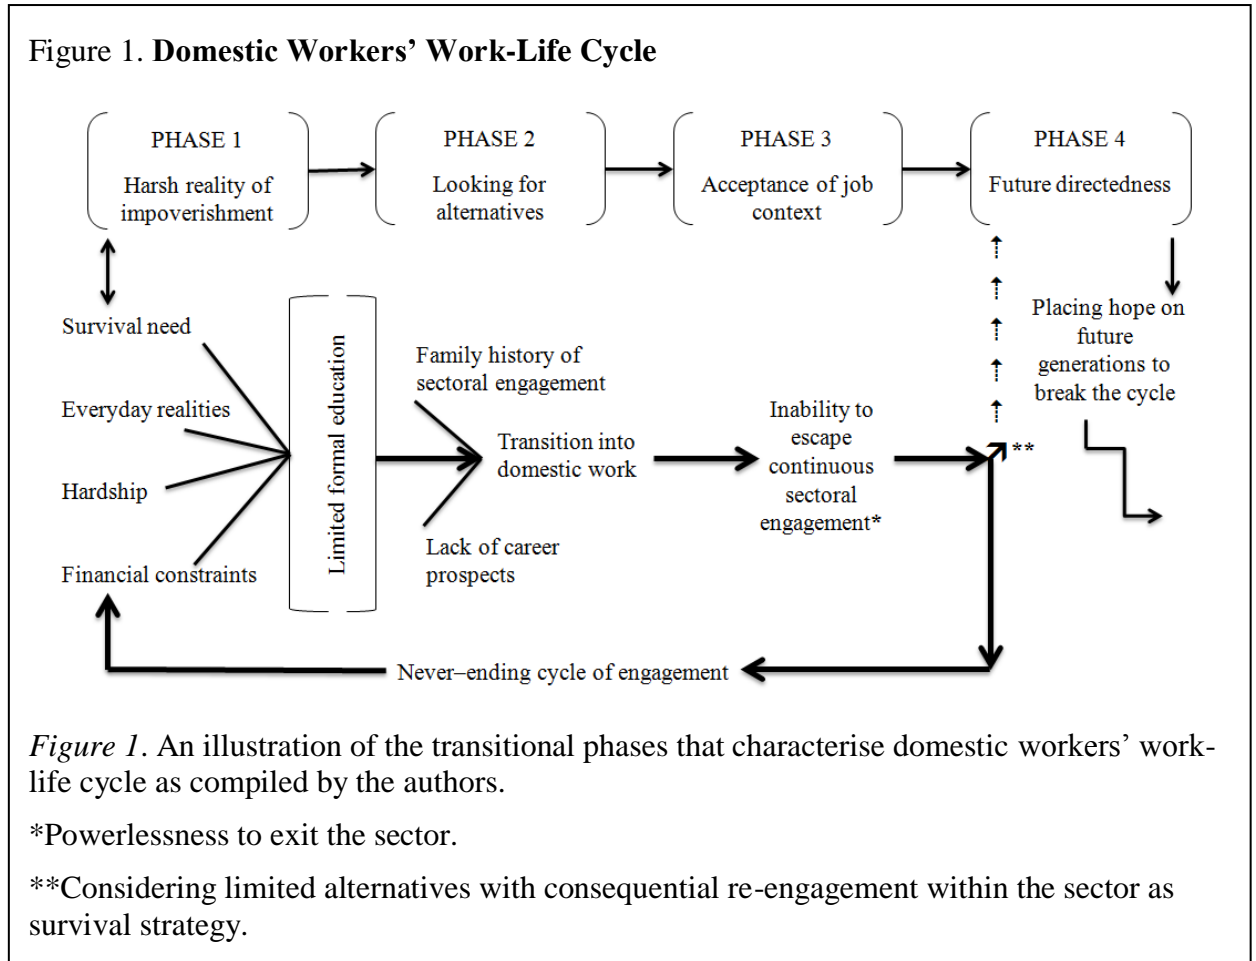 Figure 1. Domestic Workers’ Work-Life Cycle
PHASE 1
Harsh reality of
impoverishment
PHASE 2
Looking for
alternatives
PHASE 3
Acceptance of job
context
PHASE 4
Future directedness
Survival need
Everyday realities
Hardship
Financial constraints
Limited formal education
Family history of
sectoral engagement
Transition into
domestic work
Lack of career
prospects
Inability to
escape
continuous
sectoral
engagement*
**
Placing hope on
future
generations to
break the cycle
Never–ending cycle of engagement
Figure 1. An illustration of the transitional phases that characterise domestic workers’ work-
life cycle as compiled by the authors.
*Powerlessness to exit the sector.
**Considering limited alternatives with consequential re-engagement within the sector as
survival strategy.